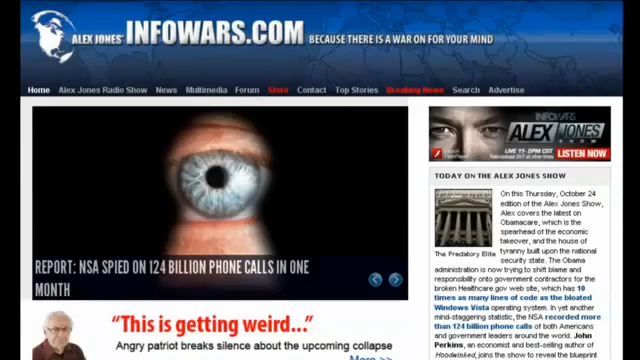 ALEX JONES' INFOWARS.COM BECAUSE THERE IS A WAR ON FOR YOUR MIND
Home Alex Jones Radio Show News Multimedia Forum Store Contact Top Stories Breaking News Search Advertise
REPORT: NSA SPIED ON 124 BILLION PHONE CALLS IN ONE
MONTH
"This is getting weird..."
Angry patriot breaks silence about the upcoming collapse
More >>
INFOWARS
ALEX JONES
SHOW
LIVE 11-2PM CST
LISTEN NOW
TODAY ON THE ALEX JONES SHOW
The Predatory Elite
On this Thursday, October 24
edition of the Alex Jones Show,
Alex covers the latest on
Obamacare, which is the
spearhead of the economic
takeover, and the house of
tyranny built upon the national
security state. The Obama
administration is now trying to shift blame and
responsibility onto government contractors for the
broken Healthcare.gov web site, which has 10
times as many lines of code as the bloated
Windows Vista operating system. In yet another
mind-staggering statistic, the NSA recorded more
than 124 billion phone calls of both Americans
and government leaders around the world. John
Perkins, an economist and best-selling author of
Hoodwinked, joins the show to reveal the blueprint